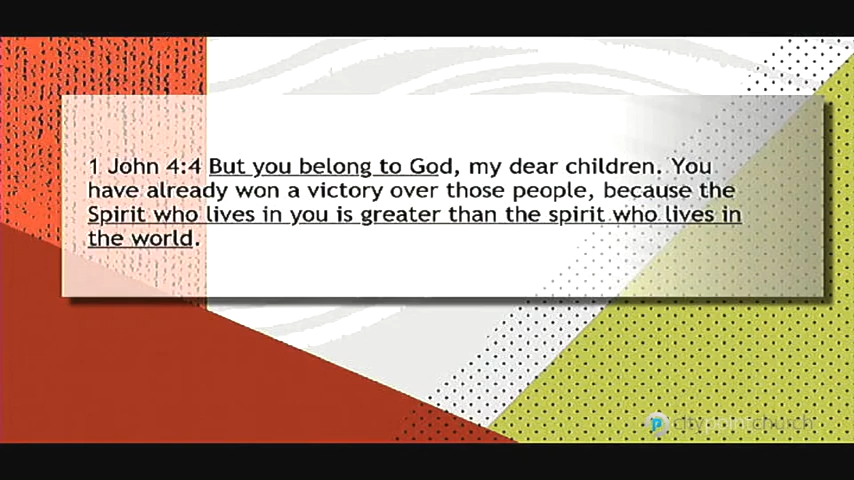 1 John 4:4 But you belong to God, my dear children. You
have already won a victory over those people, because the
Spirit who lives in you is greater than the spirit who lives in
the world.
citypointchurch